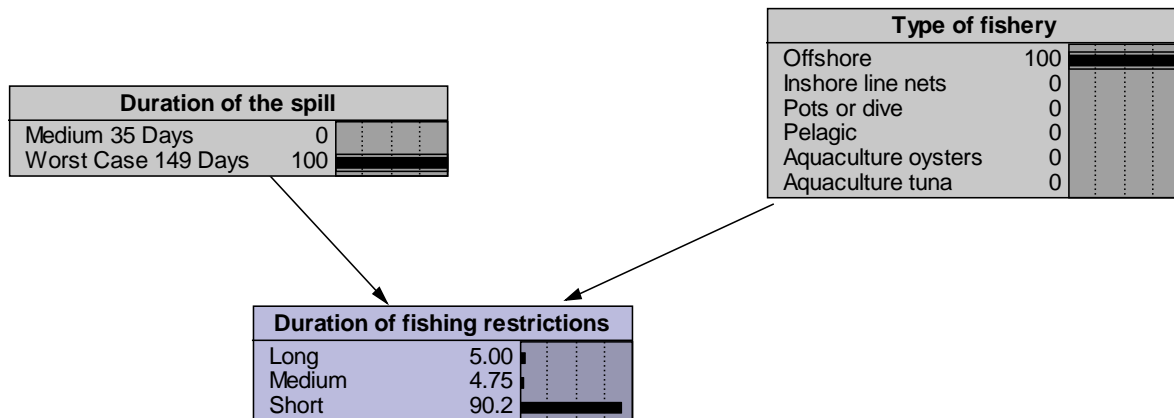 Duration of the spill
Medium 35 Days 0
Worst Case 149 Days 100
Type of fishery
Offshore 100
Inshore line nets 0
Pots or dive 0
Pelagic 0
Aquaculture oysters 0
Aquaculture tuna 0
Duration of fishing restrictions
Long 5.00
Medium 4.75
Short 90.2